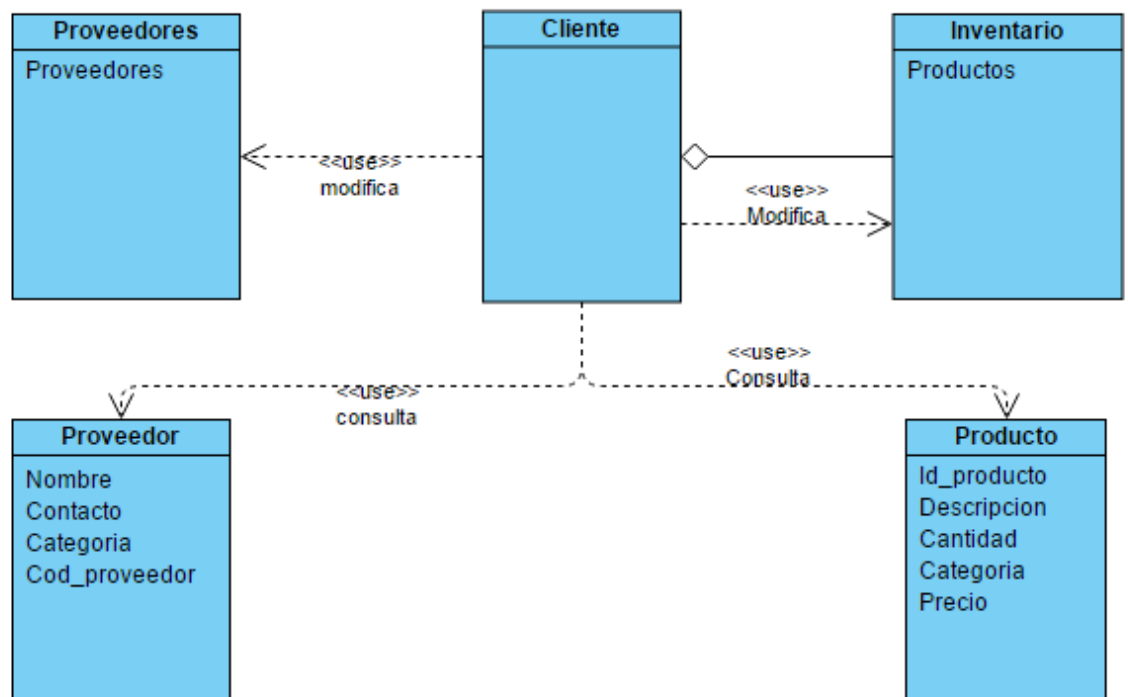 Proveedores
Proveedores
Cliente
Inventario
Productos
<<use>>
modifica
<<use>>
Modifica
<<use>>
consulta
<<use>>
Consulta
Proveedor
Nombre
Contacto
Categoria
Cod_proveedor
Producto
Id_producto
Descripcion
Cantidad
Categoria
Precio